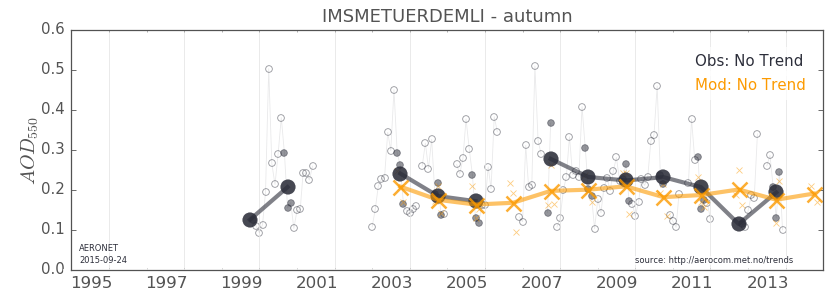 IMSMETUERDEMLI - autumn
0.6
0.5
0.4
0.3
0.2
0.1
0.0
AOD550
Obs: No Trend
Mod: No Trend
AERONET
2015-09-24
source: http://aerocom.met.no/trends
1995 1997 1999 2001 2003 2005 2007 2009 2011 2013